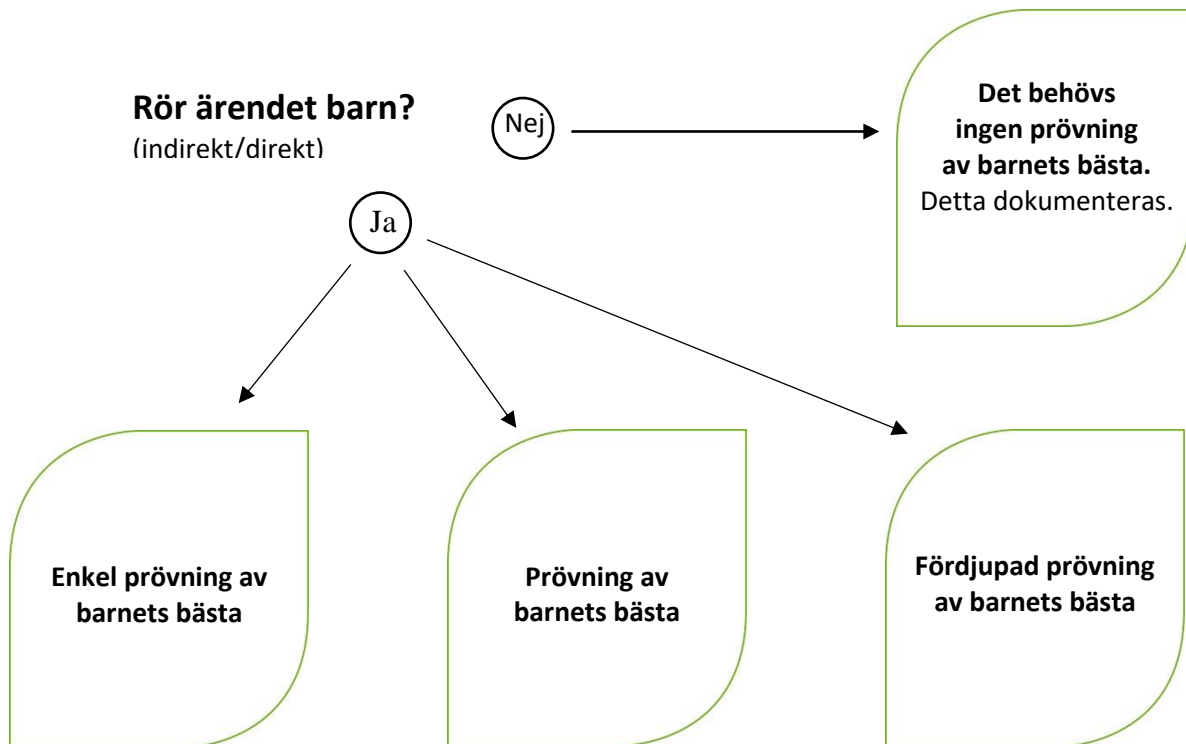 Rör ärendet barn?
(indirekt/direkt)
Nej
Det behövs
ingen prövning
av barnets bästa.
Detta dokumenteras.
Ja
Enkel prövning av
barnets bästa
Prövning av
barnets bästa
Fördjupad prövning
av barnets bästa